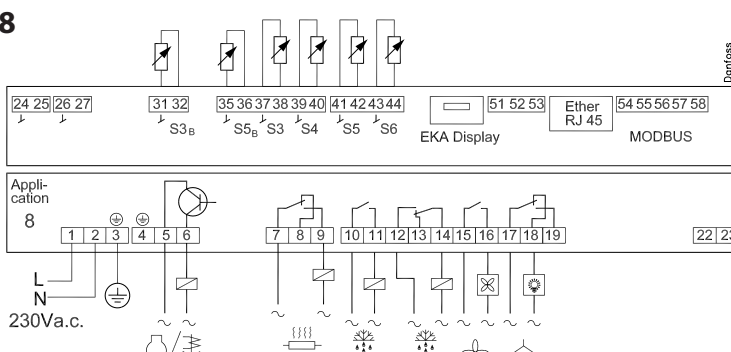 8
Danfoss
24 25 26 27 31 32 35 36 37 38 39 40 41 42 43 44 51 52 53 Ether RJ 45 54 55 56 57 58
S3B S5B S3 S4 S5 S6
EKA Display
MODBUS
Appli-
cation
8
1 2 3 4 5 6 7 8 9 10 11 12 13 14 15 16 17 18 19 22
L
N
230Va.c.